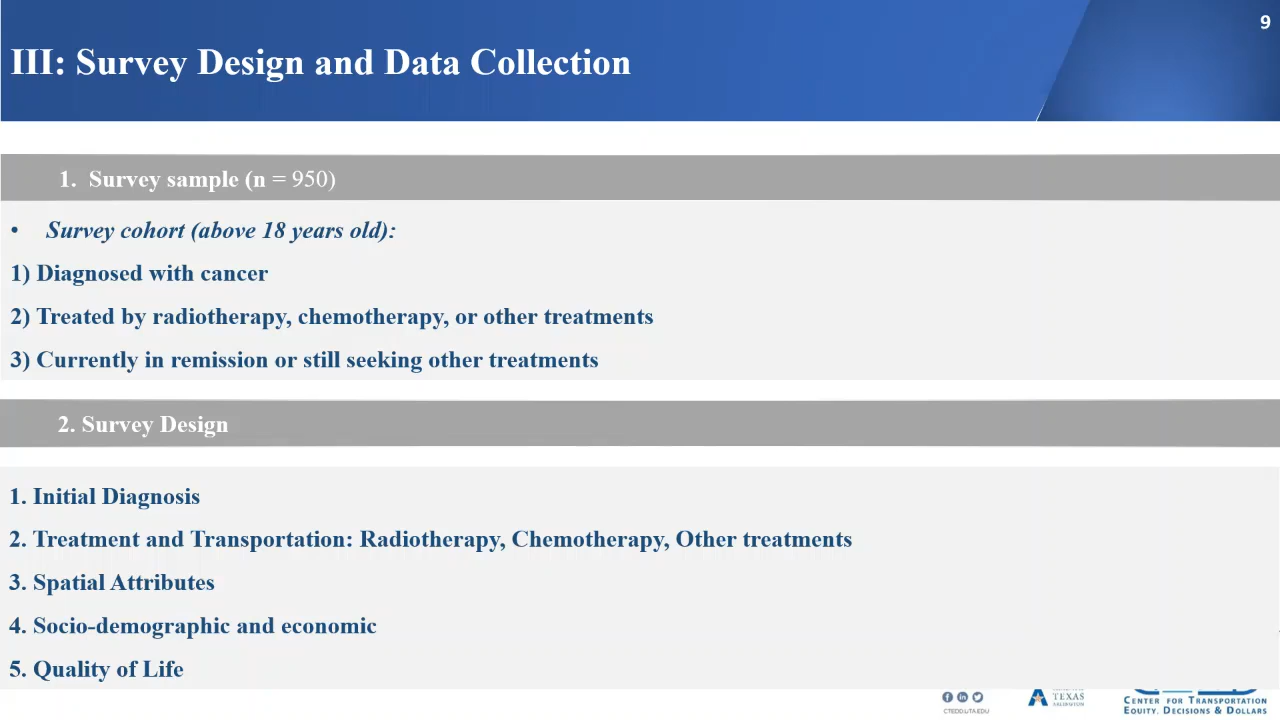 9
III: Survey Design and Data Collection
1. Survey sample (n = 950)
• Survey cohort (above 18 years old):
1) Diagnosed with cancer
2) Treated by radiotherapy, chemotherapy, or other treatments
3) Currently in remission or still seeking other treatments
2. Survey Design
1. Initial Diagnosis
2. Treatment and Transportation: Radiotherapy, Chemotherapy, Other treatments
3. Spatial Attributes
4. Socio-demographic and economic
5. Quality of Life
CTEDD.UTA.EDU
TEXAS
ARLINGTON
CENTER FOR TRANSPORTATION
EQUITY, DECISIONS & DOLLARS